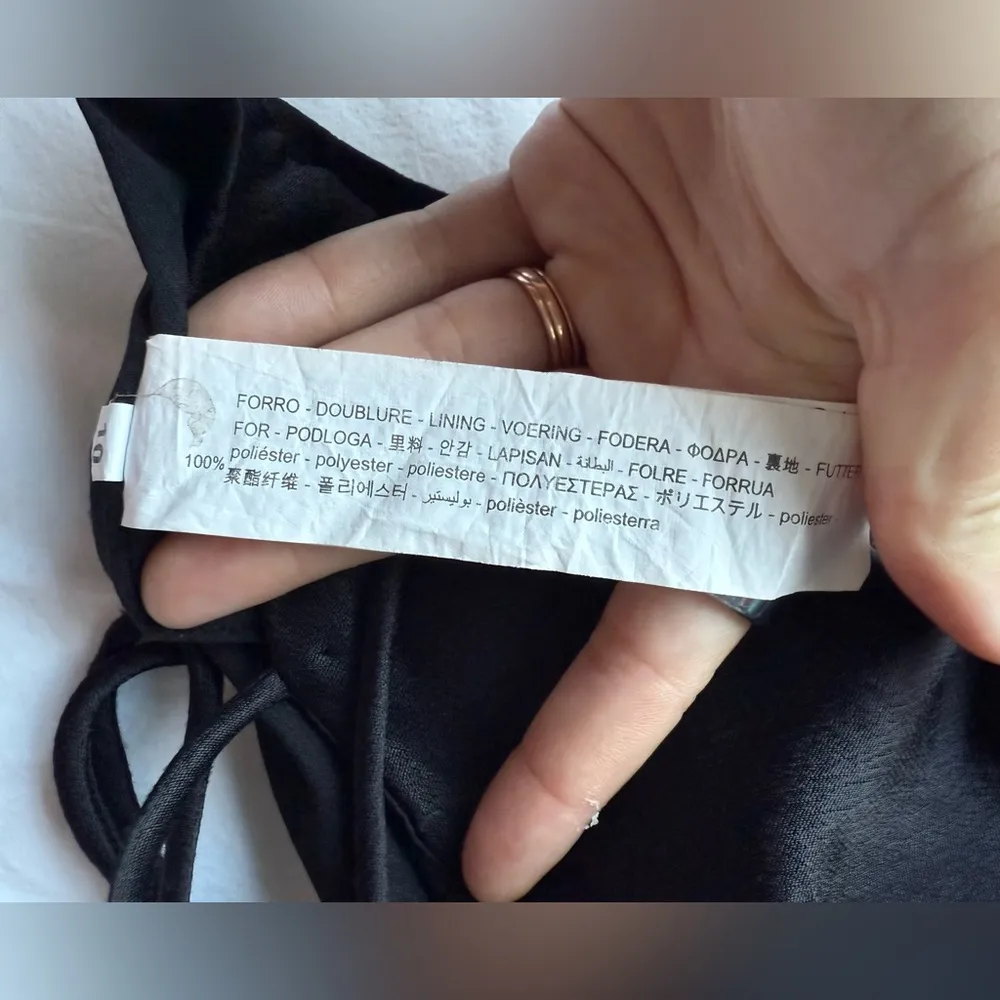 FORRO - DOUBLURE - LINING - VOERING - FODERA - ΦΟΔΡΑ - 裏地 - FUTTER
FOR - PODLOGA - 里料 - 안감 - LAPISAN - البطانة - FOLRE - FORRUA
100% poliéster - polyester - poliestere - ΠΟΛΥΕΣΤΕΡΑΣ - ポリエステル - poliester
聚酯纤维 - 폴리에스터 - بوليستير - polièster - poliesterra
10